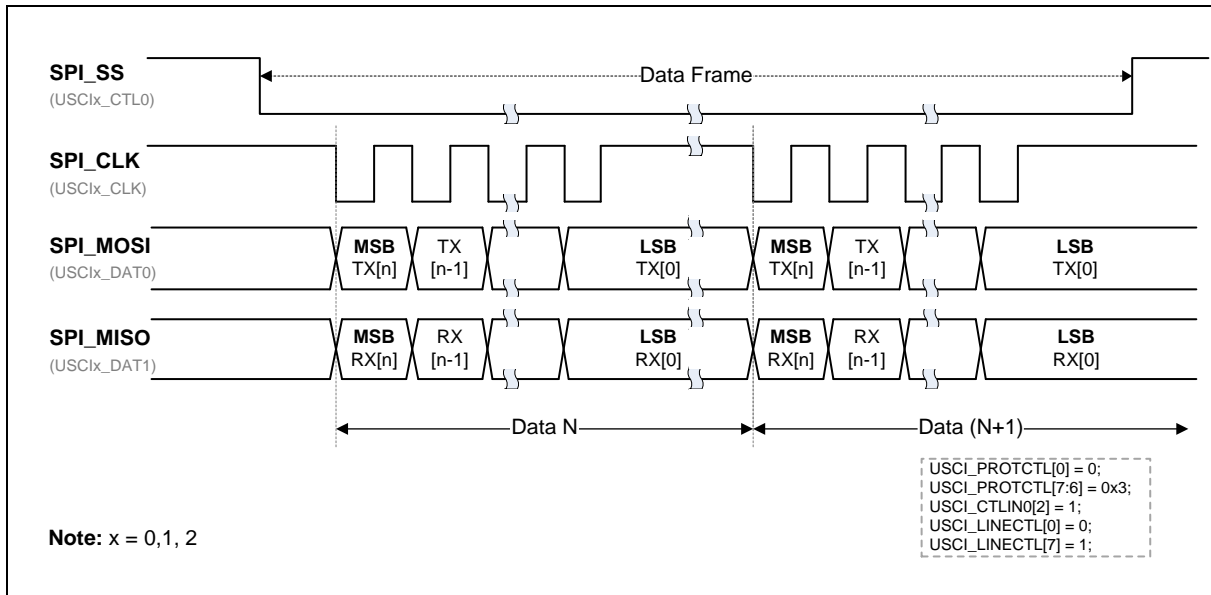 SPI_SS
(USCIx_CTL0)
Data Frame
SPI_CLK
(USCIx_CLK)
SPI_MOSI
(USCIx_DAT0)
MSB TX LSB MSB TX LSB
TX[n] [n-1] TX[0] TX[n] [n-1] TX[0]
SPI_MISO
(USCIx_DAT1)
MSB RX LSB MSB RX LSB
RX[n] [n-1] RX[0] RX[n] [n-1] RX[0]
Data N Data (N+1)
USCI_PROTCTL[0] = 0;
USCI_PROTCTL[7:6] = 0x3;
USCI_CTLIN0[2] = 1;
USCI_LINECTL[0] = 0;
USCI_LINECTL[7] = 1;
Note: x = 0,1, 2